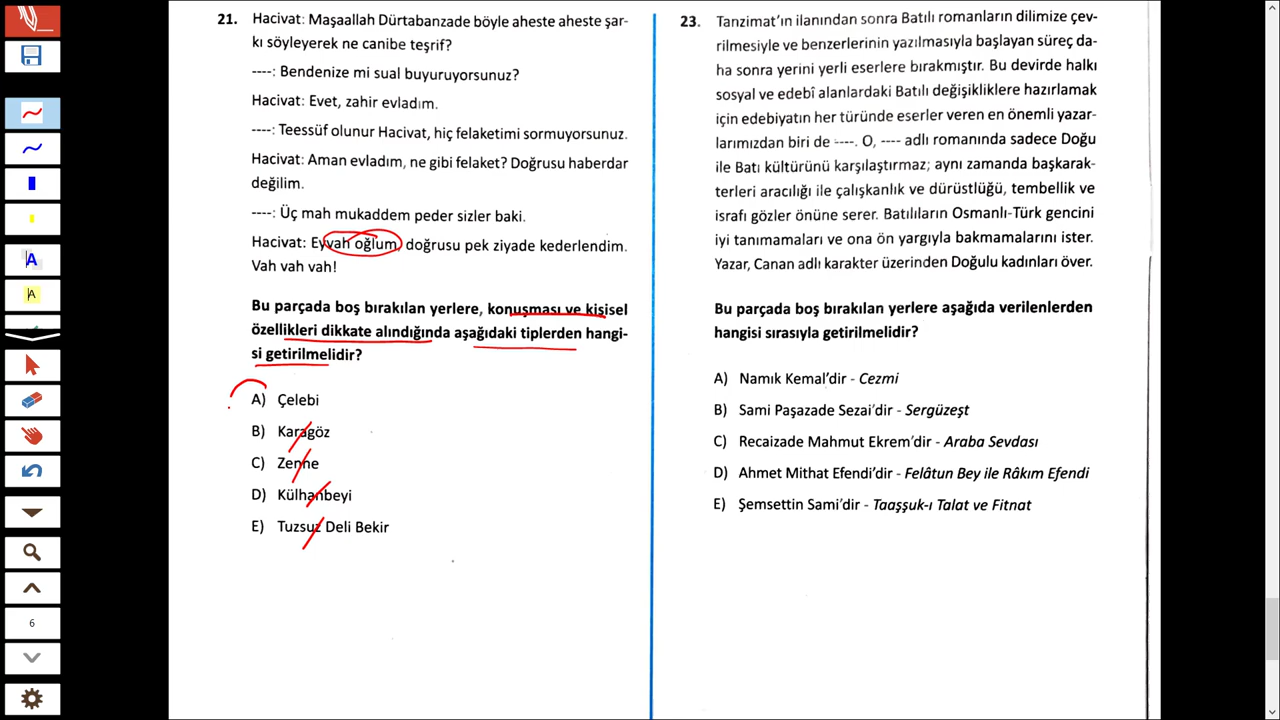 21. Hacivat: Maşaallah Dürtabanzade böyle aheste aheste şar-
kı söyleyerek ne canibe teşrif?
----: Bendenize mi sual buyuruyorsunuz?
Hacivat: Evet, zahir evladım.
----: Teessüf olunur Hacivat, hiç felaketimi sormuyorsunuz.
Hacivat: Aman evladım, ne gibi felaket? Doğrusu haberdar
değilim.
----: Üç mah mukaddem peder sizler baki.
Hacivat: Eyvah oğlum, doğrusu pek ziyade kederlendim.
Vah vah vah!
Bu parçada boş bırakılan yerlere, konuşması ve kişisel
özellikleri dikkate alındığında aşağıdaki tiplerden hangi-
si getirilmelidir?
A) Çelebi
B) Karagöz
C) Zenne
D) Külhanbeyi
E) Tuzsuz Deli Bekir
23. Tanzimat'ın ilanından sonra Batılı romanların dilimize çev-
rilmesiyle ve benzerlerinin yazılmasıyla başlayan süreç da-
ha sonra yerini yerli eserlere bırakmıştır. Bu devirde halkı
sosyal ve edebî alanlardaki Batılı değişikliklere hazırlamak
için edebiyatın her türünde eserler veren en önemli yazar-
larımızdan biri de ----. O, ---- adlı romanında sadece Doğu
ile Batı kültürünü karşılaştırmaz; aynı zamanda başkarak-
terleri aracılığı ile çalışkanlık ve dürüstlüğü, tembellik ve
israfı gözler önüne serer. Batılıların Osmanlı-Türk gencini
iyi tanımamaları ve ona ön yargıyla bakmamalarını ister.
Yazar, Canan adlı karakter üzerinden Doğulu kadınları över.
Bu parçada boş bırakılan yerlere aşağıda verilenlerden
hangisi sırasıyla getirilmelidir?
A) Namık Kemal'dir - Cezmi
B) Sami Paşazade Sezai'dir - Sergüzeşt
C) Recaizade Mahmut Ekrem'dir - Araba Sevdası
D) Ahmet Mithat Efendi'dir - Felâtun Bey ile Râkım Efendi
E) Şemsettin Sami'dir - Taaşşuk-ı Talat ve Fitnat
A
A
6